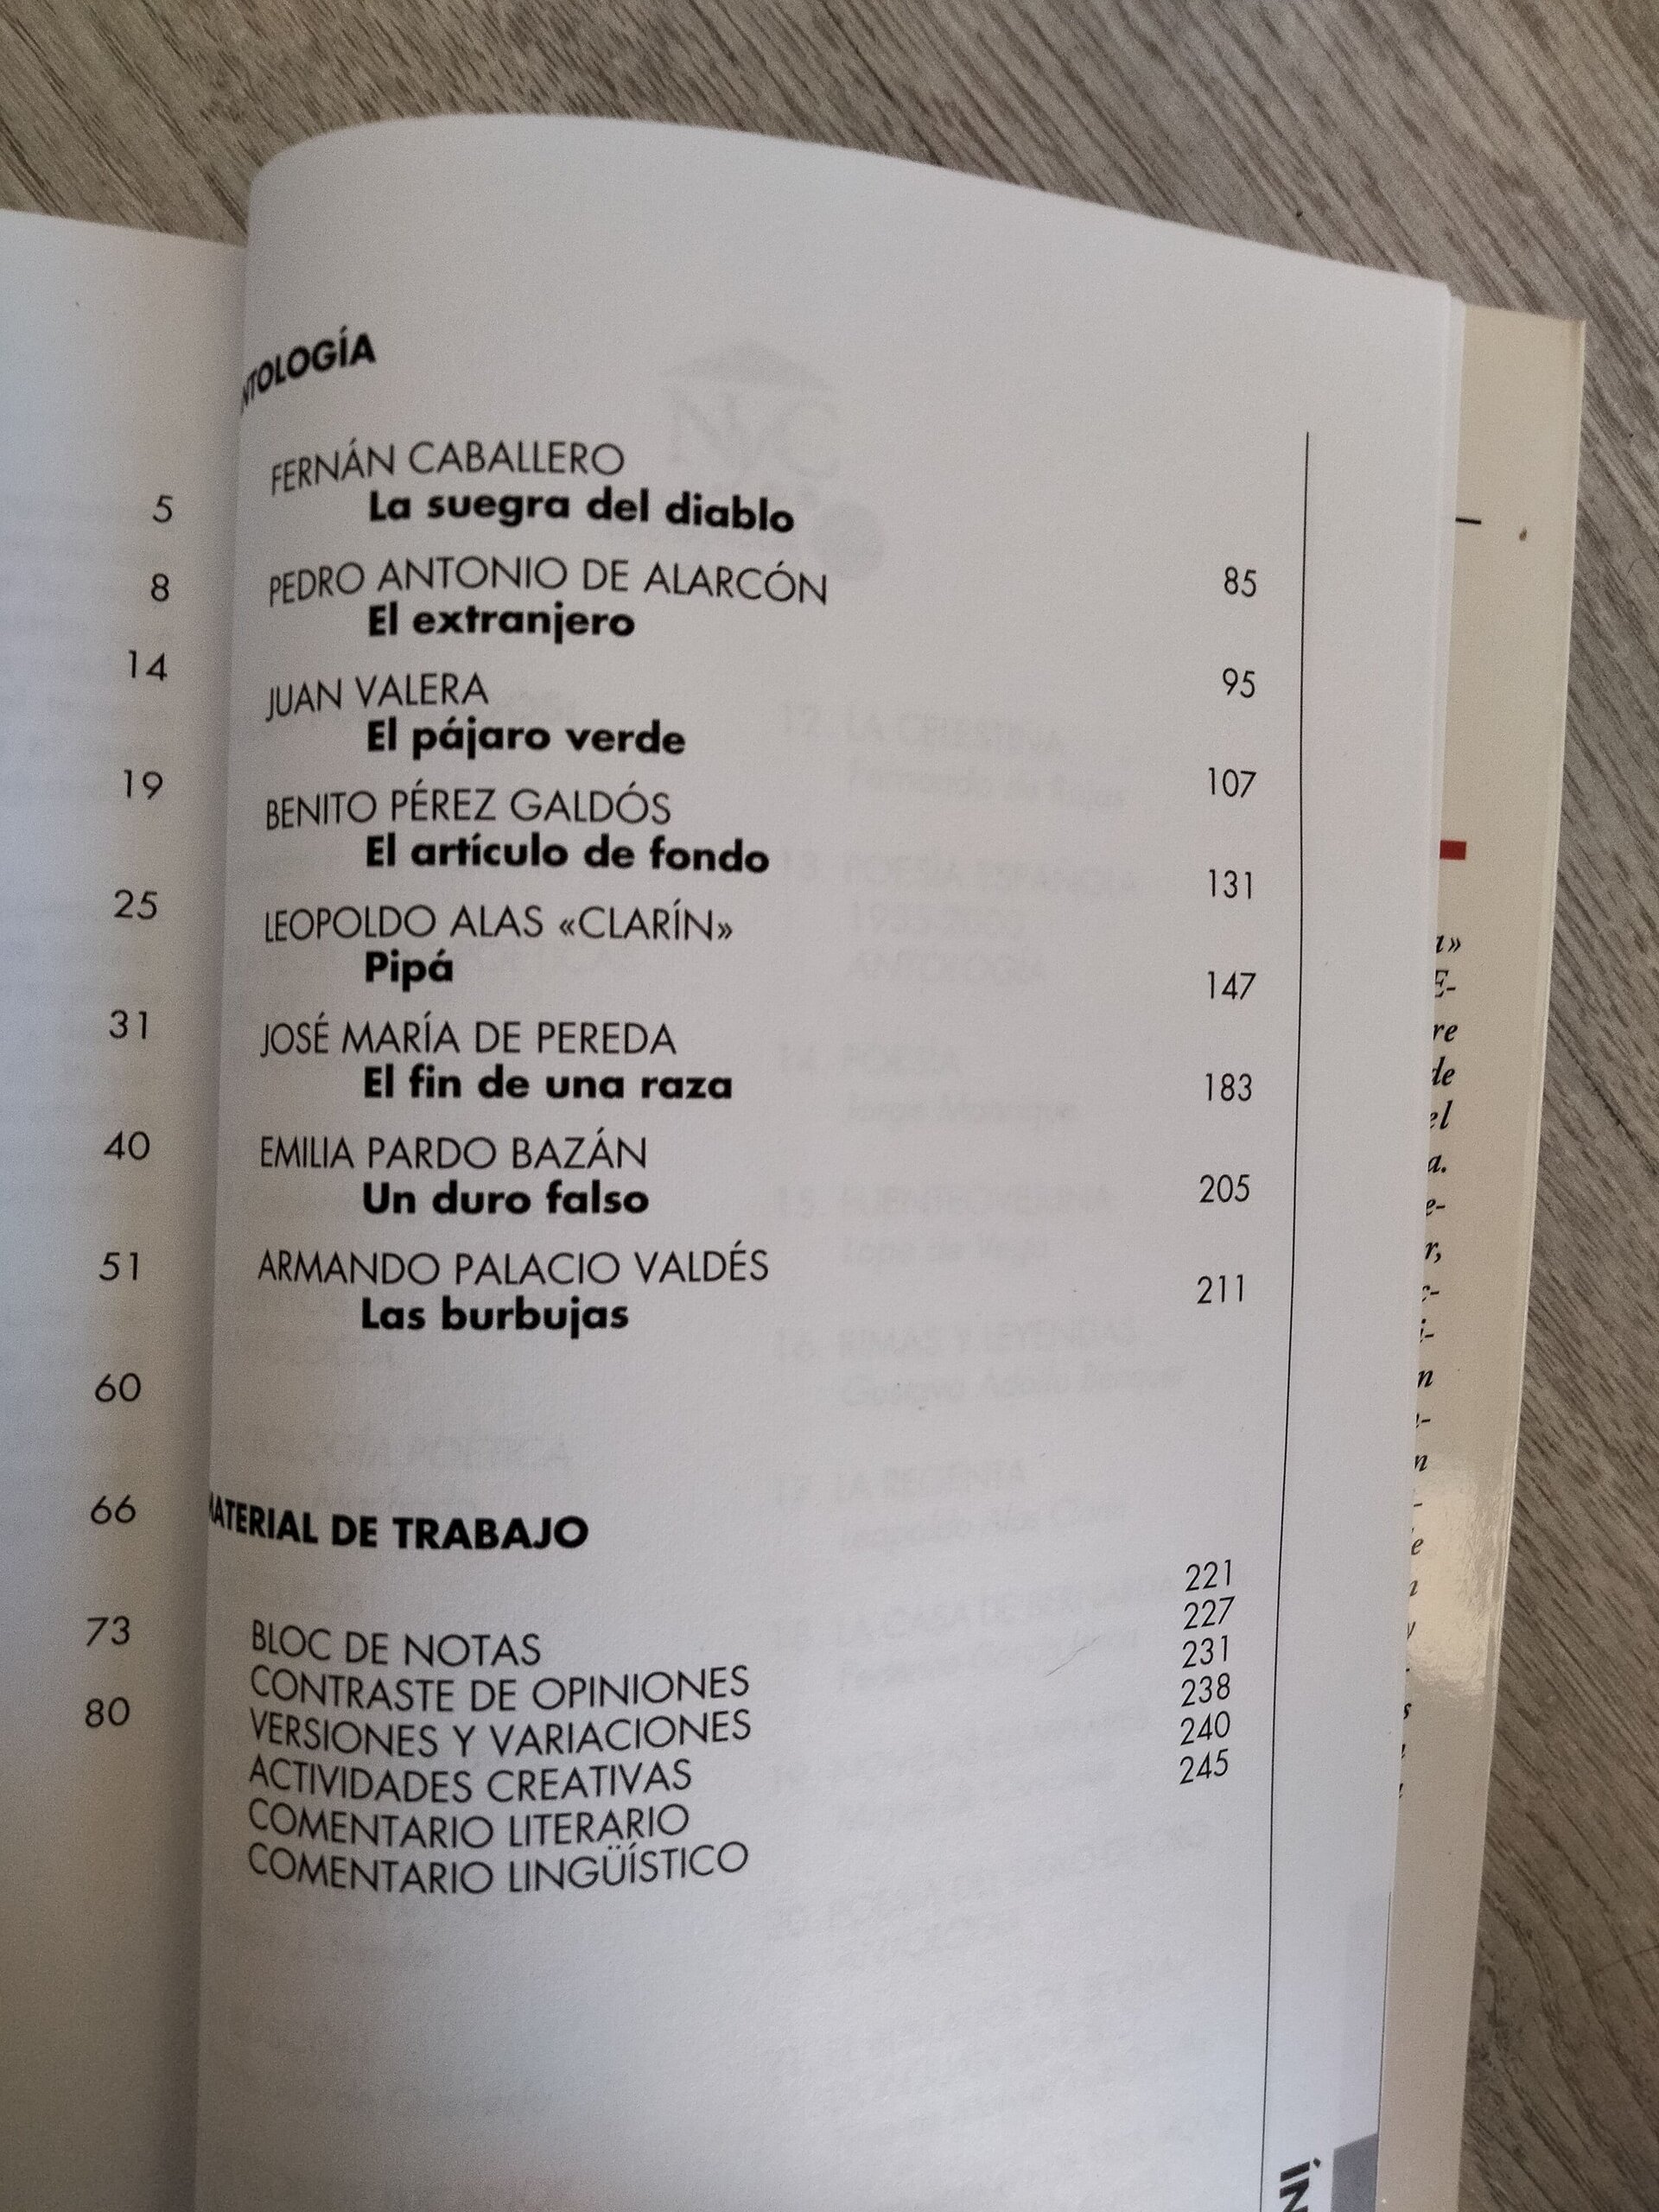 5
8
14
19
25
31
40
51
60
66
73
80
NTOLOGÍA
FERNÁN CABALLERO
La suegra del diablo 85
PEDRO ANTONIO DE ALARCÓN
El extranjero 95
JUAN VALERA
El pájaro verde 107
BENITO PÉREZ GALDÓS
El artículo de fondo 131
LEOPOLDO ALAS «CLARÍN»
Pipá 147
JOSÉ MARÍA DE PEREDA
El fin de una raza 183
EMILIA PARDO BAZÁN
Un duro falso 205
ARMANDO PALACIO VALDÉS
Las burbujas 211
MATERIAL DE TRABAJO
BLOC DE NOTAS 221
CONTRASTE DE OPINIONES 227
VERSIONES Y VARIACIONES 231
ACTIVIDADES CREATIVAS 238
COMENTARIO LITERARIO 240
COMENTARIO LINGÜÍSTICO 245
ÍN